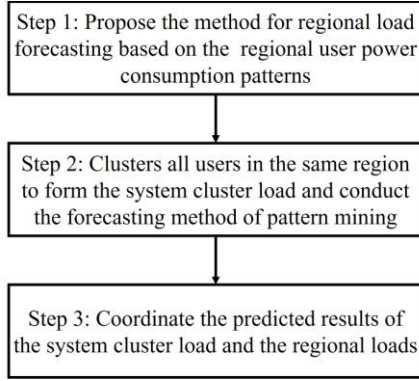 Step 1: Propose the method for regional load
forecasting based on the regional user power
consumption patterns
Step 2: Clusters all users in the same region
to form the system cluster load and conduct
the forecasting method of pattern mining
Step 3: Coordinate the predicted results of
the system cluster load and the regional loads